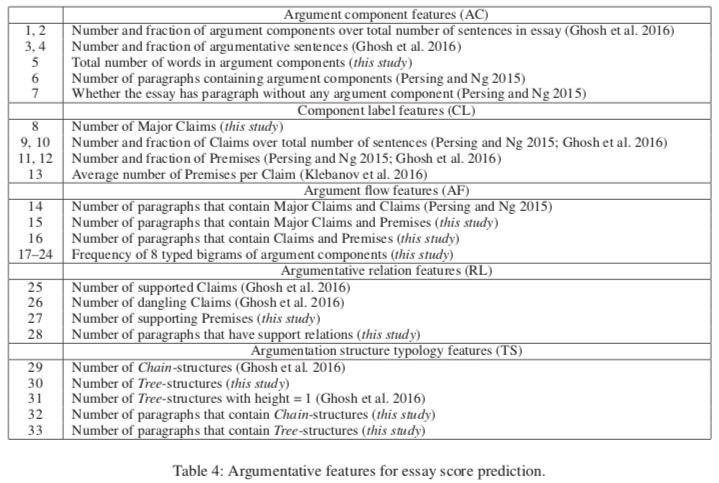 Argument component features (AC)
1, 2 Number and fraction of argument components over total number of sentences in essay (Ghosh et al. 2016)
3, 4 Number and fraction of argumentative sentences (Ghosh et al. 2016)
5 Total number of words in argument components (this study)
6 Number of paragraphs containing argument components (Persing and Ng 2015)
7 Whether the essay has paragraph without any argument component (Persing and Ng 2015)
Component label features (CL)
8 Number of Major Claims (this study)
9, 10 Number and fraction of Claims over total number of sentences (Persing and Ng 2015; Ghosh et al. 2016)
11, 12 Number and fraction of Premises (Persing and Ng 2015; Ghosh et al. 2016)
13 Average number of Premises per Claim (Klebanov et al. 2016)
Argument flow features (AF)
14 Number of paragraphs that contain Major Claims and Claims (Persing and Ng 2015)
15 Number of paragraphs that contain Major Claims and Premises (this study)
16 Number of paragraphs that contain Claims and Premises (this study)
17–24 Frequency of 8 typed bigrams of argument components (this study)
Argumentative relation features (RL)
25 Number of supported Claims (Ghosh et al. 2016)
26 Number of dangling Claims (Ghosh et al. 2016)
27 Number of supporting Premises (this study)
28 Number of paragraphs that have support relations (this study)
Argumentation structure typology features (TS)
29 Number of Chain-structures (Ghosh et al. 2016)
30 Number of Tree-structures (this study)
31 Number of Tree-structures with height = 1 (Ghosh et al. 2016)
32 Number of paragraphs that contain Chain-structures (this study)
33 Number of paragraphs that contain Tree-structures (this study)
Table 4: Argumentative features for essay score prediction.